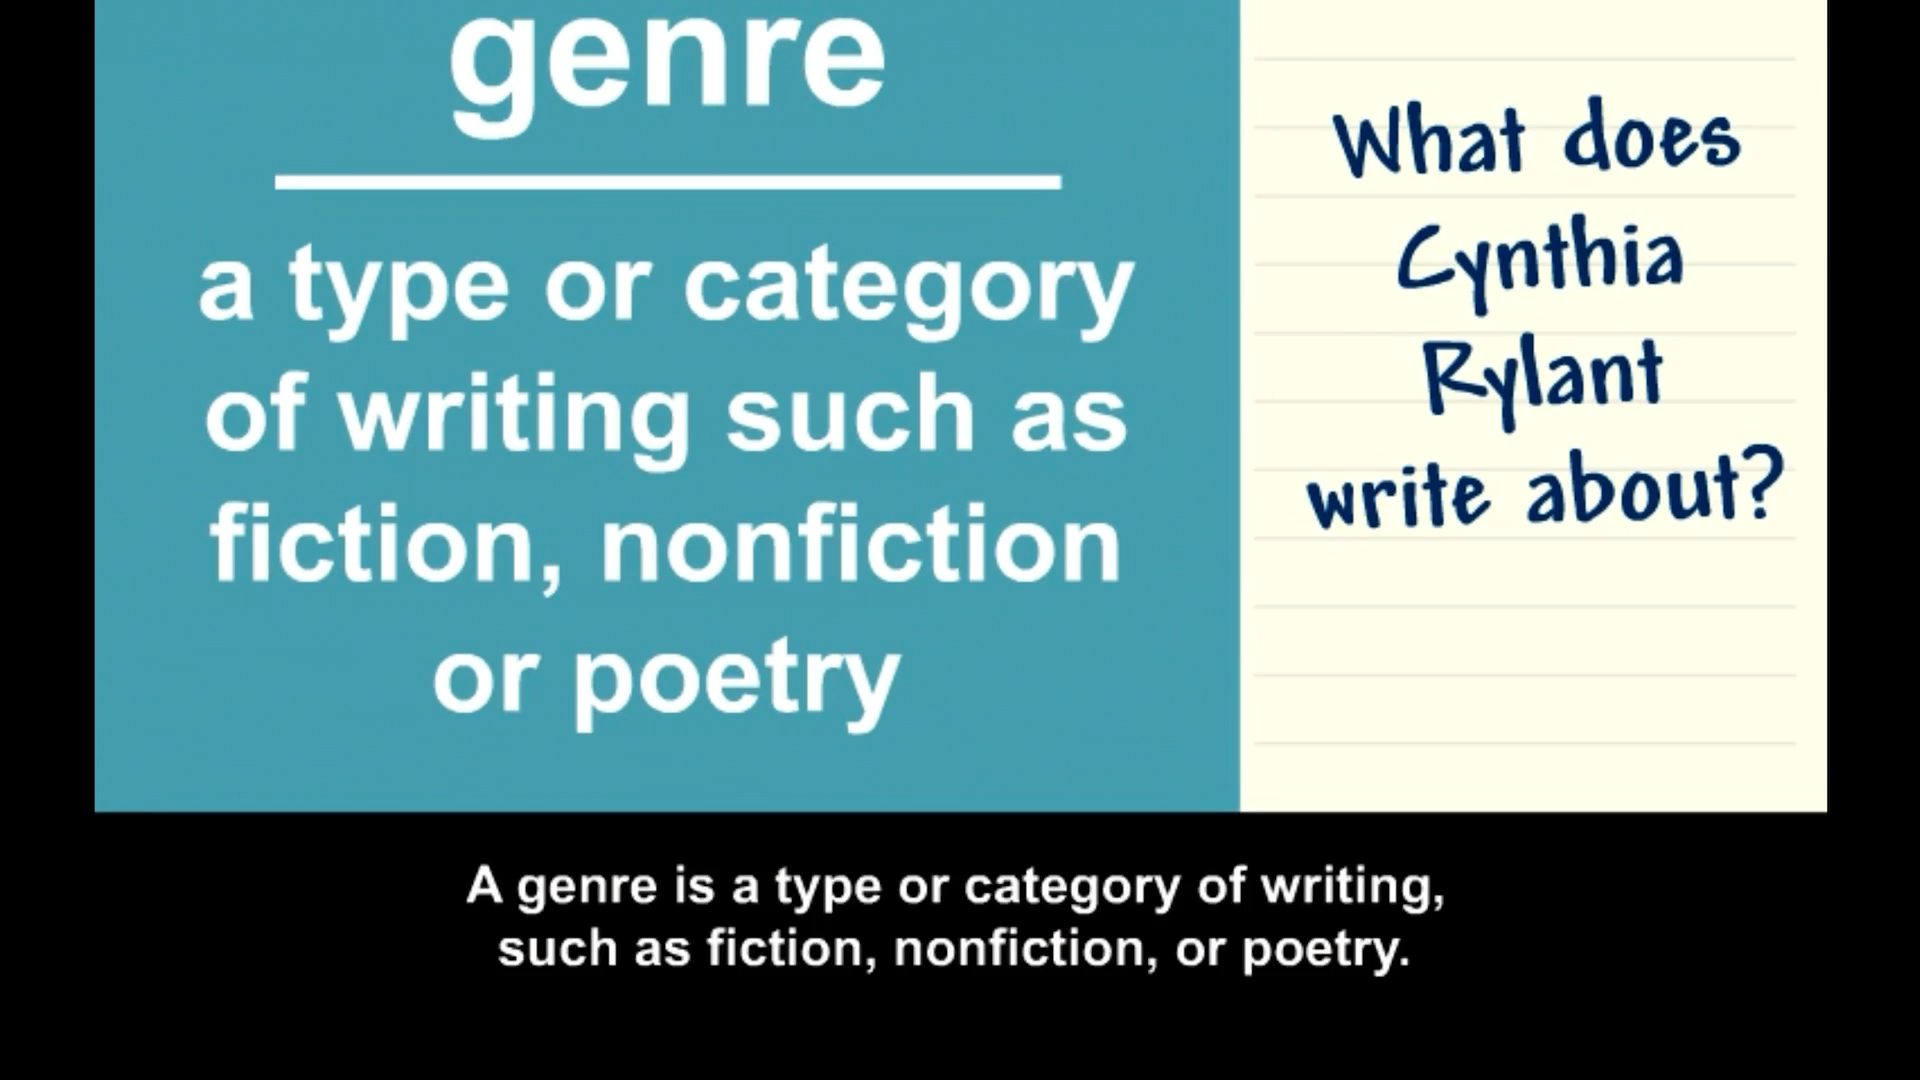 genre
a type or category
of writing such as
fiction, nonfiction
or poetry
What does
Cynthia
Rylant
write about?
A genre is a type or category of writing,
such as fiction, nonfiction, or poetry.